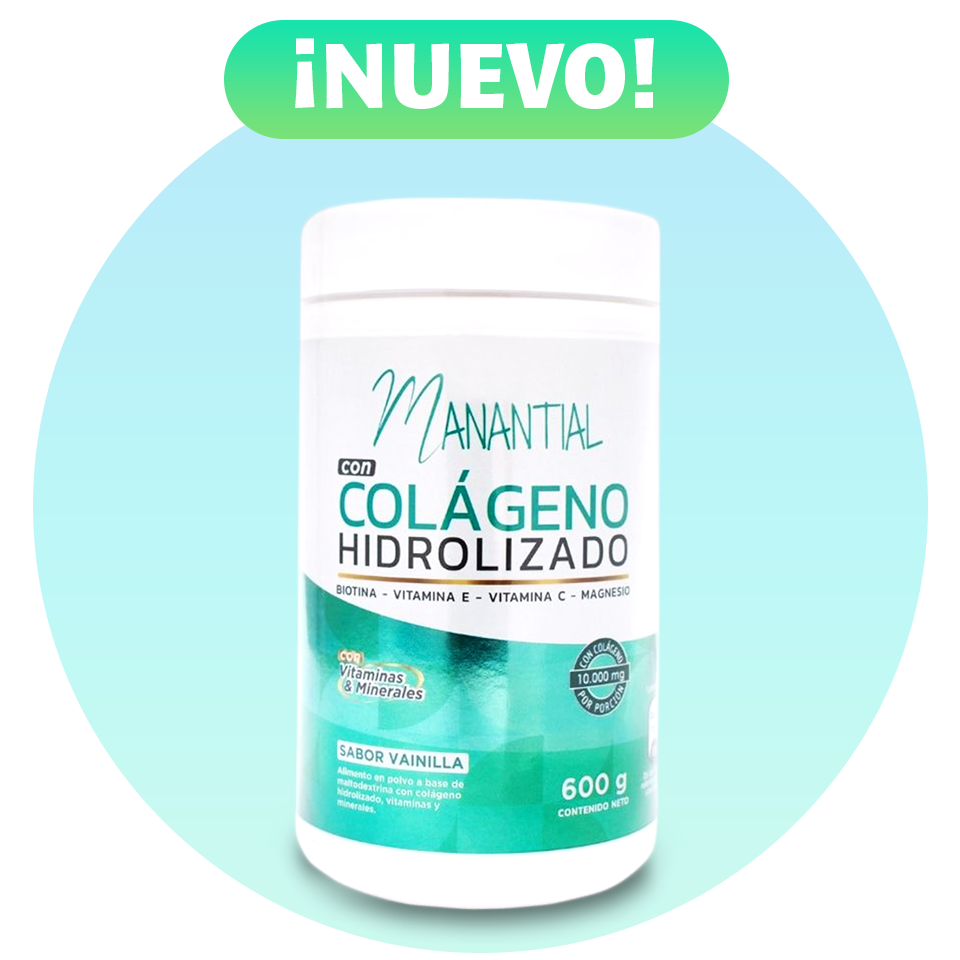 ¡NUEVO!
MANANTIAL
con
COLÁGENO
HIDROLIZADO
BIOTINA - VITAMINA E - VITAMINA C - MAGNESIO
CON
Vitaminas
& Minerales
CON COLÁGENO
10.000 mg
POR PORCIÓN
SABOR VAINILLA
Alimento en polvo a base de
maltodextrina con colágeno
hidrolizado, vitaminas y
minerales.
600 g
CONTENIDO NETO